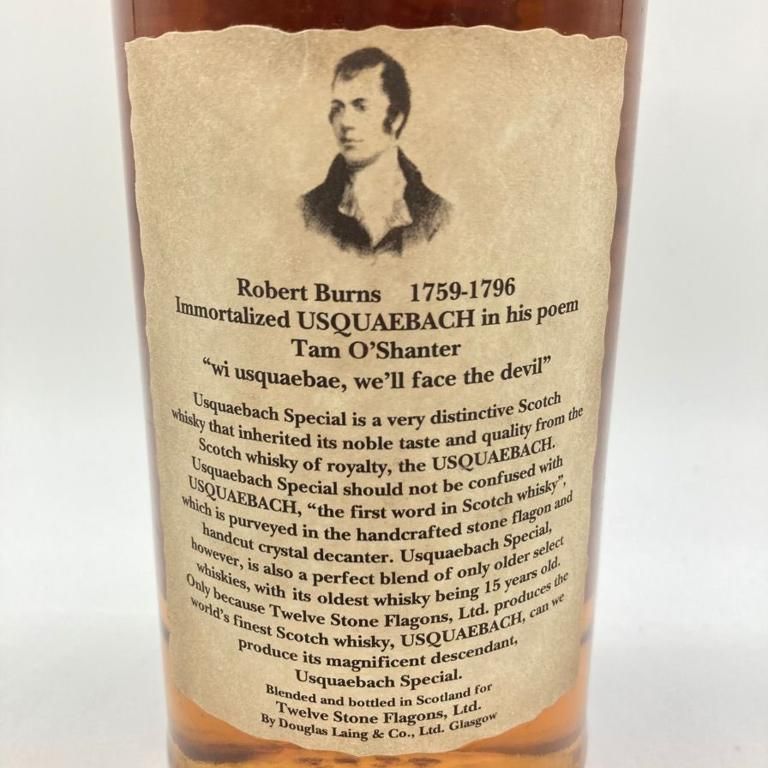 Robert Burns 1759-1796
Immortalized USQUAEBACH in his poem
Tam O'Shanter
“wi usquaebae, we'll face the devil”
Usquaebach Special is a very distinctive Scotch
whisky that inherited its noble taste and quality from the
Scotch whisky of royalty, the USQUAEBACH.
Usquaebach Special should not be confused with
USQUAEBACH, “the first word in Scotch whisky”,
which is purveyed in the handcrafted stone flagon and
handcut crystal decanter. Usquaebach Special,
however, is also a perfect blend of only older select
whiskies, with its oldest whisky being 15 years old.
Only because Twelve Stone Flagons, Ltd. produces the
world's finest Scotch whisky, USQUAEBACH, can we
produce its magnificent descendant,
Usquaebach Special.
Blended and bottled in Scotland for
Twelve Stone Flagons, Ltd.
By Douglas Laing & Co., Ltd. Glasgow